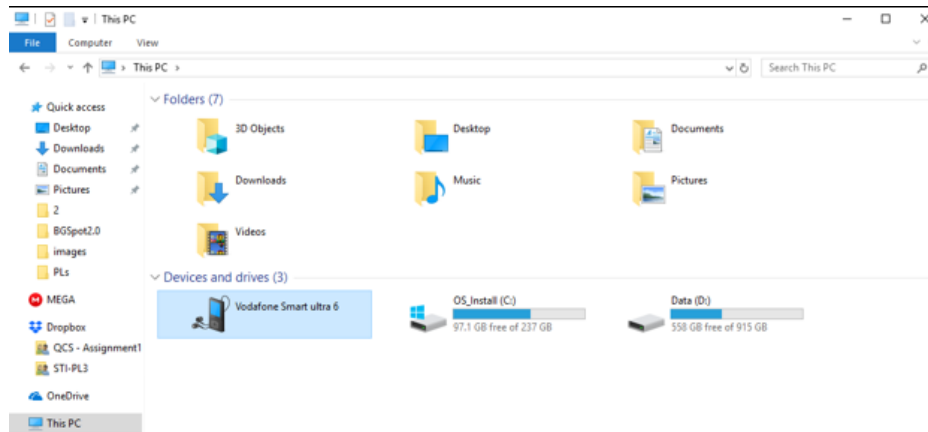 This PC
File Computer View
This PC
Search This PC
Quick access
Desktop
Downloads
Documents
Pictures
2
BGSpot2.0
images
PLs
MEGA
Dropbox
QCS - Assignment1
STI-PL3
OneDrive
This PC
Folders (7)
3D Objects Desktop Documents
Downloads Music Pictures
Videos
Devices and drives (3)
Vodafone Smart ultra 6
OS_Install (C:)
97.1 GB free of 237 GB
Data (D:)
558 GB free of 915 GB